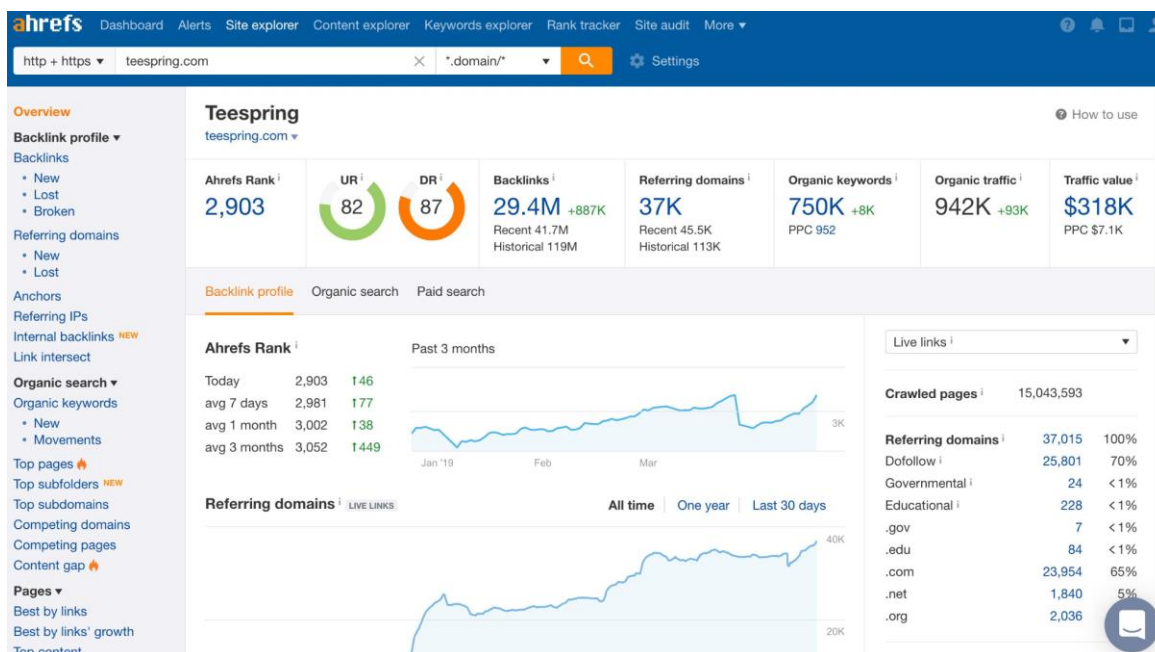 ahrefs Dashboard Alerts Site explorer Content explorer Keywords explorer Rank tracker Site audit More
http + https teespring.com *.domain/* Settings
Overview
Backlink profile
Backlinks
• New
• Lost
• Broken
Referring domains
• New
• Lost
Anchors
Referring IPs
Internal backlinks NEW
Link intersect
Organic search
Organic keywords
• New
• Movements
Top pages
Top subfolders NEW
Top subdomains
Competing domains
Competing pages
Content gap
Pages
Best by links
Best by links' growth
Top content
Teespring
How to use
teespring.com
Ahrefs Rank
2,903
UR
82
DR
87
Backlinks
29.4M +887K
Recent 41.7M
Historical 119M
Referring domains
37K
Recent 45.5K
Historical 113K
Organic keywords
750K +8K
PPC 952
Organic traffic
942K +93K
Traffic value
$318K
PPC $7.1K
Backlink profile Organic search Paid search
Ahrefs Rank
Past 3 months
Today 2,903 ↑46
avg 7 days 2,981 ↑77
avg 1 month 3,002 ↑38
avg 3 months 3,052 ↑449
3K
Jan '19 Feb Mar
Referring domains LIVE LINKS
All time One year Last 30 days
40K
20K
Live links
Crawled pages 15,043,593
Referring domains 37,015 100%
Dofollow 25,801 70%
Governmental 24 <1%
Educational 228 <1%
.gov 7 <1%
.edu 84 <1%
.com 23,954 65%
.net 1,840 5%
.org 2,036